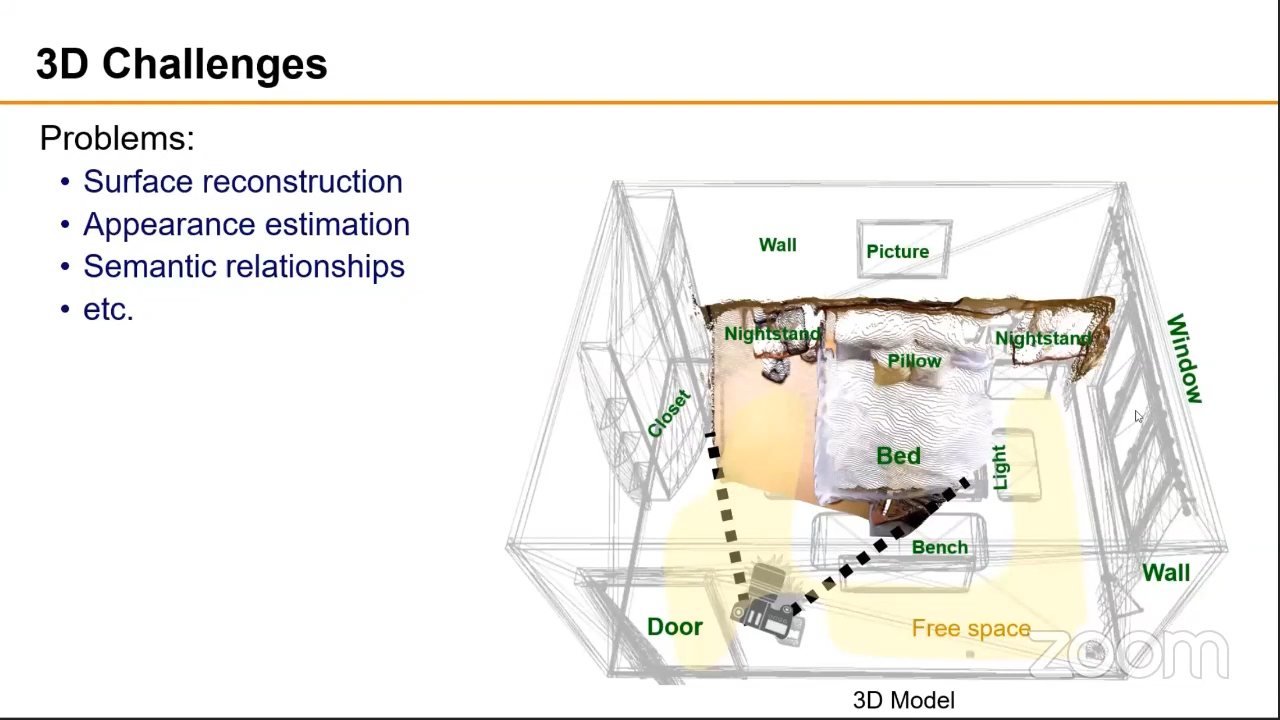 3D Challenges
Problems:
• Surface reconstruction
• Appearance estimation
• Semantic relationships
• etc.
Wall
Picture
Nightstand
Nightstand
Pillow
Window
Closet
Bed
Light
Bench
Wall
Door
Free space
zoom
3D Model